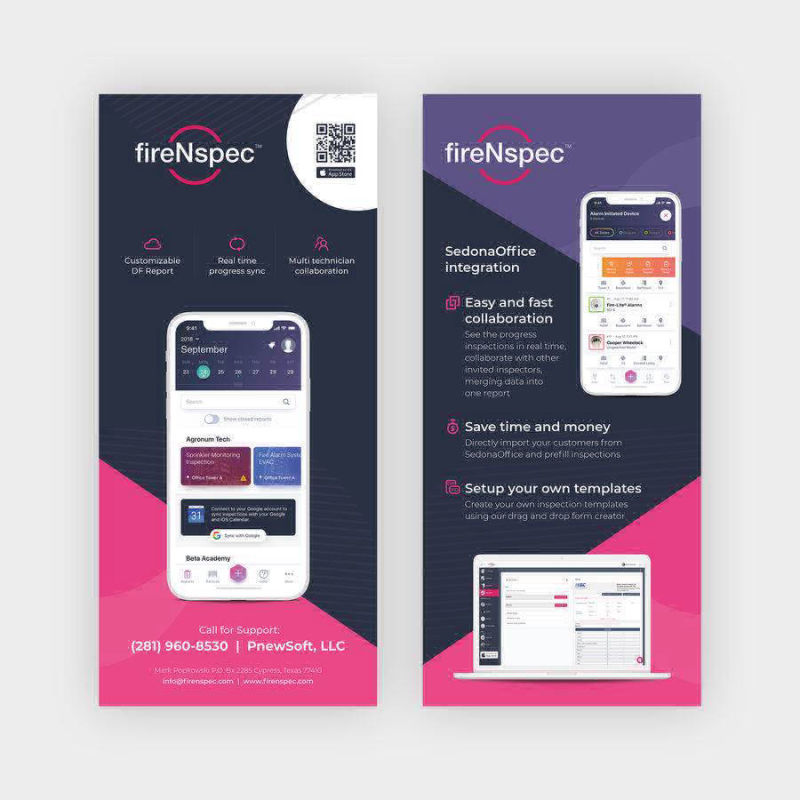 fireNspec™
App Store
Customizable
DF Report
Real time
progress sync
Multi technician
collaboration
9:41
2018
September
21 24 25 26 27 28 29
Search
Show closed reports
Agronum Tech
Sprinkler Monitoring
Inspection
Office Tower A
Fire Alarm Syst
EVAC
Office Tower A
31
Connect to your Google account to
sync inspections with your Google
and iOS Calendar.
G Sync with Google
Beta Academy
Call for Support:
(281) 960-8530 | PnewSoft, LLC
Mark Popkowski P.O. Bx 2285 Cypress, Texas 77410
info@firenspec.com | www.firenspec.com
fireNspec™
SedonaOffice
integration
Easy and fast
collaboration
See the progress
inspections in real time,
collaborate with other
invited inspectors,
merging data into
one report
Save time and money
Directly import your customers from
SedonaOffice and prefill inspections
Setup your own templates
Create your own inspection templates
using our drag and drop form creator
9:41
Alarm Initiated Device
Search
Fire-Lite® Alarms
Cooper Wheelock